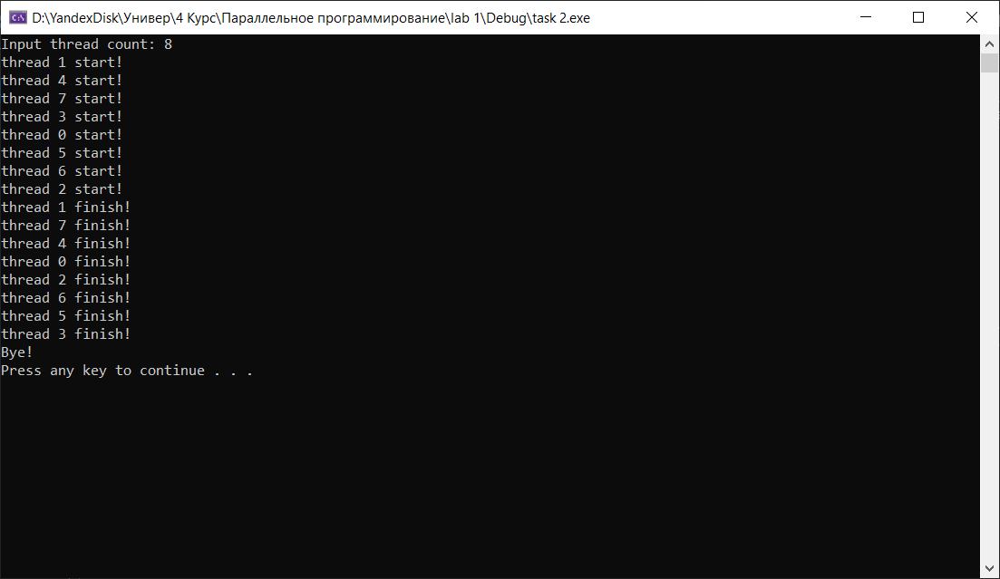 D:\YandexDisk\Универ\4 Курс\Параллельное программирование\lab 1\Debug\task 2.exe
Input thread count: 8
thread 1 start!
thread 4 start!
thread 7 start!
thread 3 start!
thread 0 start!
thread 5 start!
thread 6 start!
thread 2 start!
thread 1 finish!
thread 7 finish!
thread 4 finish!
thread 0 finish!
thread 2 finish!
thread 6 finish!
thread 5 finish!
thread 3 finish!
Bye!
Press any key to continue . . .